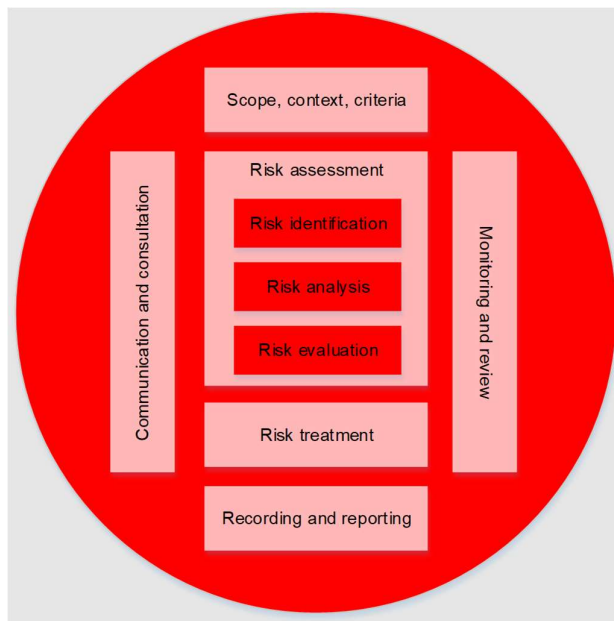 Scope, context, criteria
Communication and consultation
Risk assessment
Risk identification
Risk analysis
Risk evaluation
Monitoring and review
Risk treatment
Recording and reporting